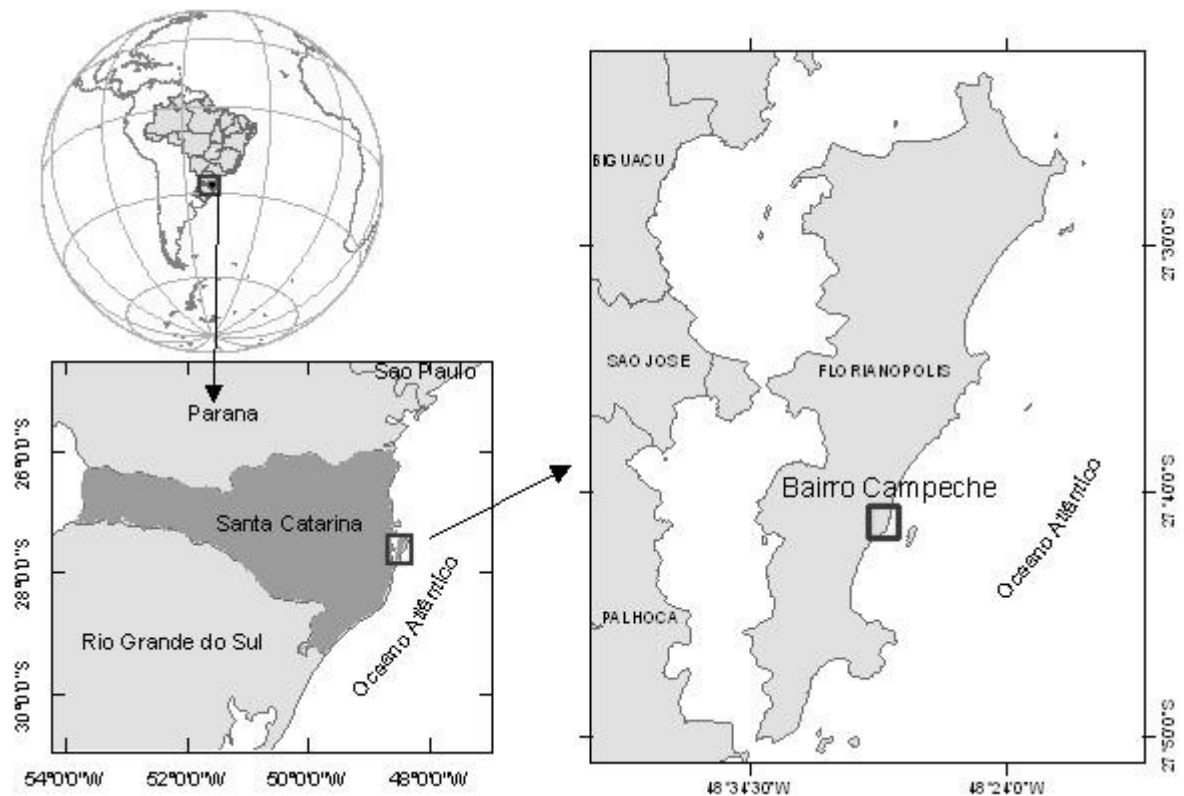 Sao Plaulo
Parana
Santa Catarina
Rio Grande do Sul
Oceano Atlântico
26°0'0"S
28°0'0"S
30°0'0"S
54°0'0"W
52°0'0"W
50°0'0"W
48°0'0"W
BIGUACU
SAO JOSE
FLORIANOPOLIS
Bairro Campeche
PALHOCA
Oceano Atlântico
27°30'0"S
27°40'0"S
27°50'0"S
48°34'30"W
48°24'0"W